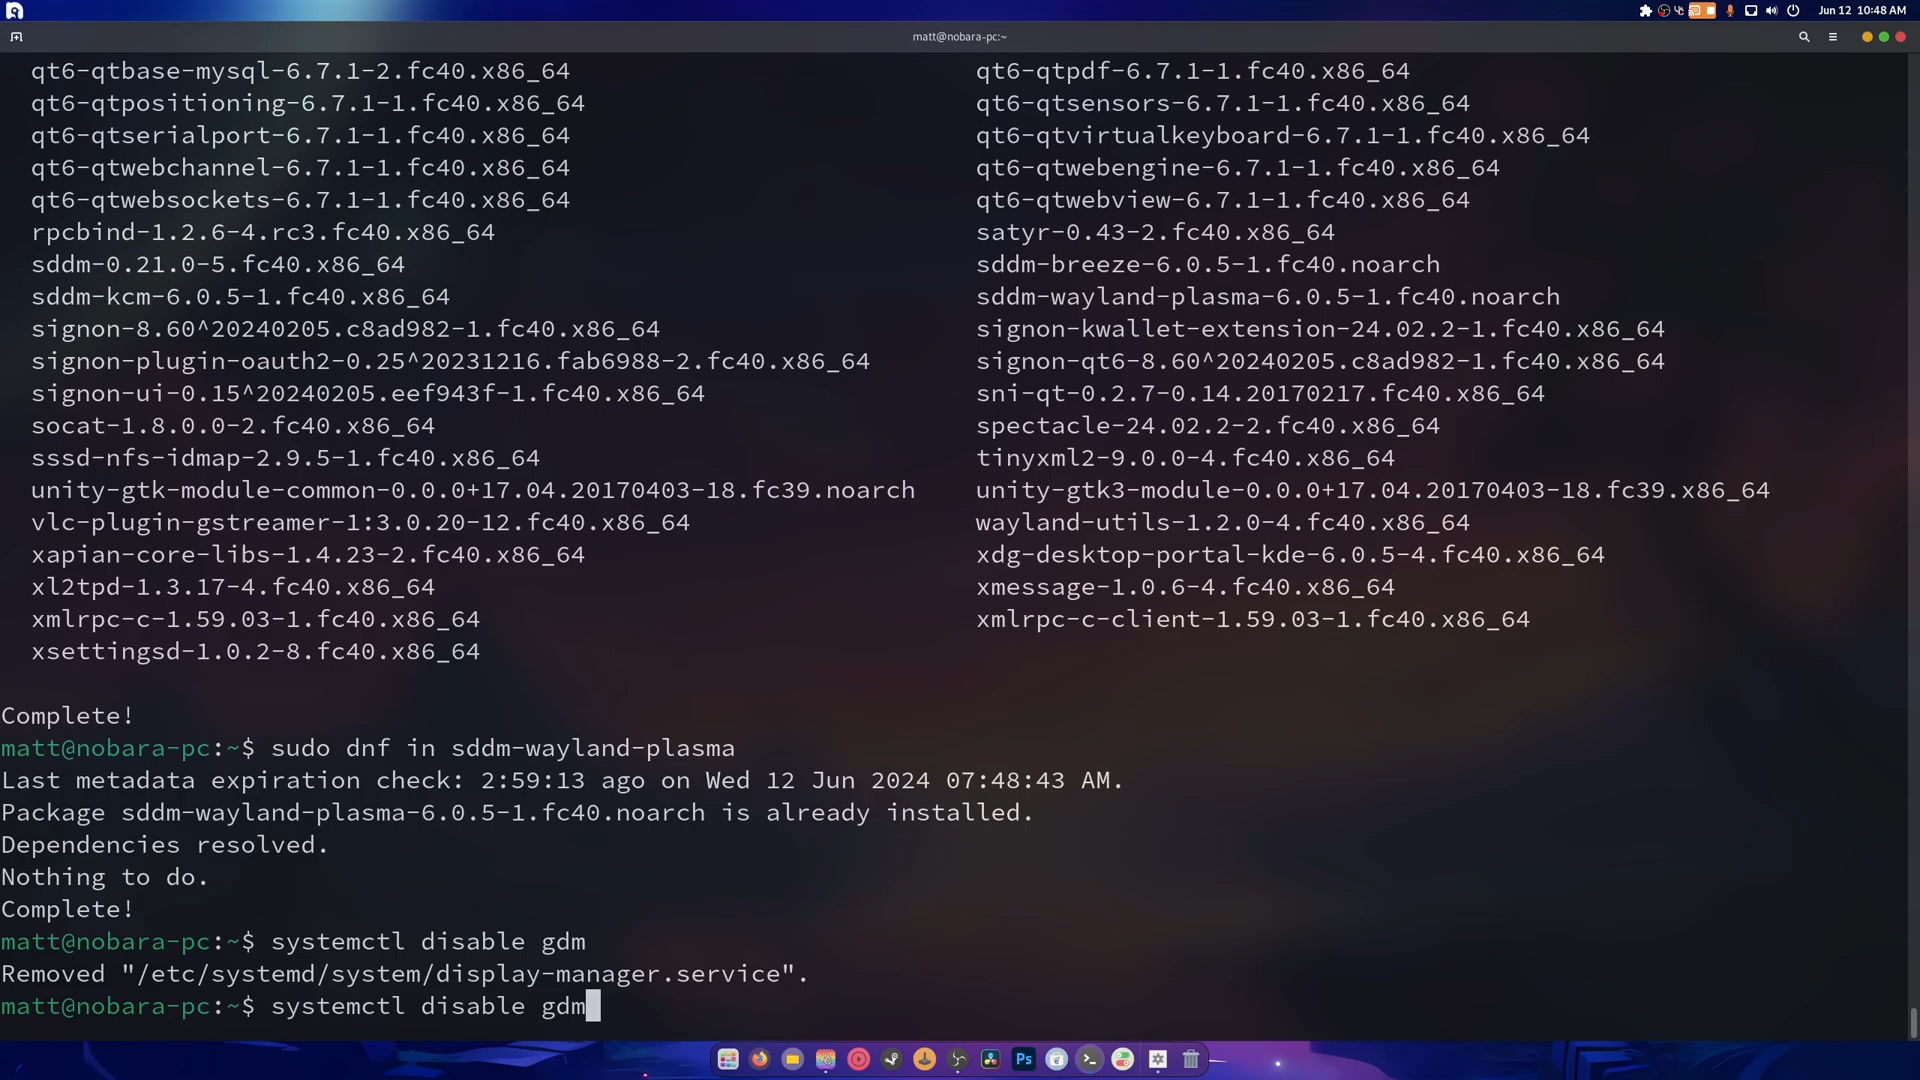 Jun 12 10:48 AM
matt@nobara-pc:~
qt6-qtbase-mysql-6.7.1-2.fc40.x86_64 qt6-qtpdf-6.7.1-1.fc40.x86_64
qt6-qtpositioning-6.7.1-1.fc40.x86_64 qt6-qtsensors-6.7.1-1.fc40.x86_64
qt6-qtserialport-6.7.1-1.fc40.x86_64 qt6-qtvirtualkeyboard-6.7.1-1.fc40.x86_64
qt6-qtwebchannel-6.7.1-1.fc40.x86_64 qt6-qtwebengine-6.7.1-1.fc40.x86_64
qt6-qtwebsockets-6.7.1-1.fc40.x86_64 qt6-qtwebview-6.7.1-1.fc40.x86_64
rpcbind-1.2.6-4.rc3.fc40.x86_64 satyr-0.43-2.fc40.x86_64
sddm-0.21.0-5.fc40.x86_64 sddm-breeze-6.0.5-1.fc40.noarch
sddm-kcm-6.0.5-1.fc40.x86_64 sddm-wayland-plasma-6.0.5-1.fc40.noarch
signon-8.60^20240205.c8ad982-1.fc40.x86_64 signon-kwallet-extension-24.02.2-1.fc40.x86_64
signon-plugin-oauth2-0.25^20231216.fab6988-2.fc40.x86_64 signon-qt6-8.60^20240205.c8ad982-1.fc40.x86_64
signon-ui-0.15^20240205.eef943f-1.fc40.x86_64 sni-qt-0.2.7-0.14.20170217.fc40.x86_64
socat-1.8.0.0-2.fc40.x86_64 spectacle-24.02.2-2.fc40.x86_64
sssd-nfs-idmap-2.9.5-1.fc40.x86_64 tinyxml2-9.0.0-4.fc40.x86_64
unity-gtk-module-common-0.0.0+17.04.20170403-18.fc39.noarch unity-gtk3-module-0.0.0+17.04.20170403-18.fc39.x86_64
vlc-plugin-gstreamer-1:3.0.20-12.fc40.x86_64 wayland-utils-1.2.0-4.fc40.x86_64
xapian-core-libs-1.4.23-2.fc40.x86_64 xdg-desktop-portal-kde-6.0.5-4.fc40.x86_64
xl2tpd-1.3.17-4.fc40.x86_64 xmessage-1.0.6-4.fc40.x86_64
xmlrpc-c-1.59.03-1.fc40.x86_64 xmlrpc-c-client-1.59.03-1.fc40.x86_64
xsettingsd-1.0.2-8.fc40.x86_64
Complete!
matt@nobara-pc:~$ sudo dnf in sddm-wayland-plasma
Last metadata expiration check: 2:59:13 ago on Wed 12 Jun 2024 07:48:43 AM.
Package sddm-wayland-plasma-6.0.5-1.fc40.noarch is already installed.
Dependencies resolved.
Nothing to do.
Complete!
matt@nobara-pc:~$ systemctl disable gdm
Removed "/etc/systemd/system/display-manager.service".
matt@nobara-pc:~$ systemctl disable gdm
Ps